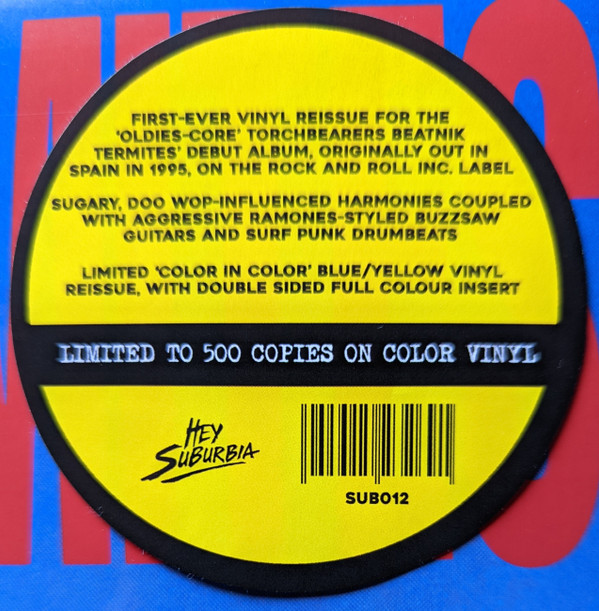 FIRST-EVER VINYL REISSUE FOR THE
'OLDIES-CORE' TORCHBEARERS BEATNIK
TERMITES' DEBUT ALBUM, ORIGINALLY OUT IN
SPAIN IN 1995, ON THE ROCK AND ROLL INC. LABEL
SUGARY, DOO WOP-INFLUENCED HARMONIES COUPLED
WITH AGGRESSIVE RAMONES-STYLED BUZZSAW
GUITARS AND SURF PUNK DRUMBEATS
LIMITED 'COLOR IN COLOR' BLUE/YELLOW VINYL
REISSUE, WITH DOUBLE SIDED FULL COLOUR INSERT
LIMITED TO 500 COPIES ON COLOR VINYL
HEY
SUBURBIA
SUB012